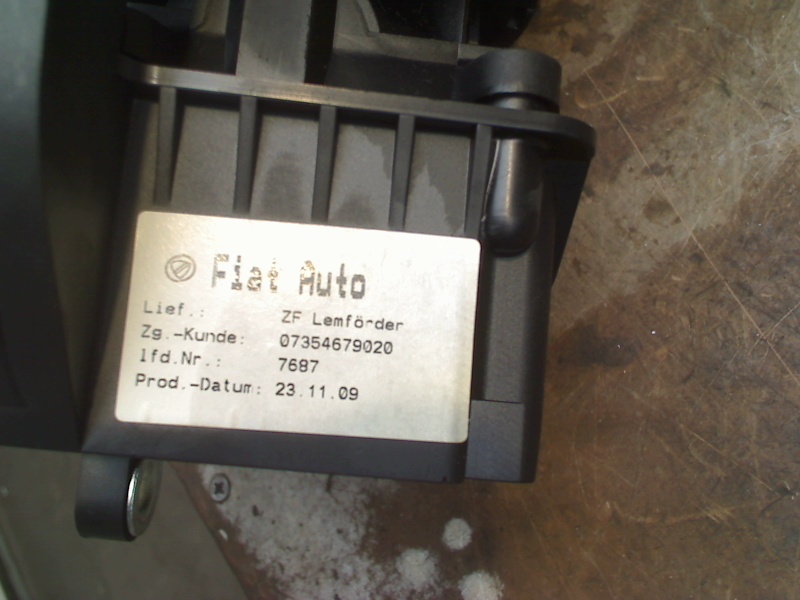 Fiat Auto
Lief.: ZF Lemförder
Zg.-Kunde: 07354679020
lfd.Nr.: 7687
Prod.-Datum: 23.11.09